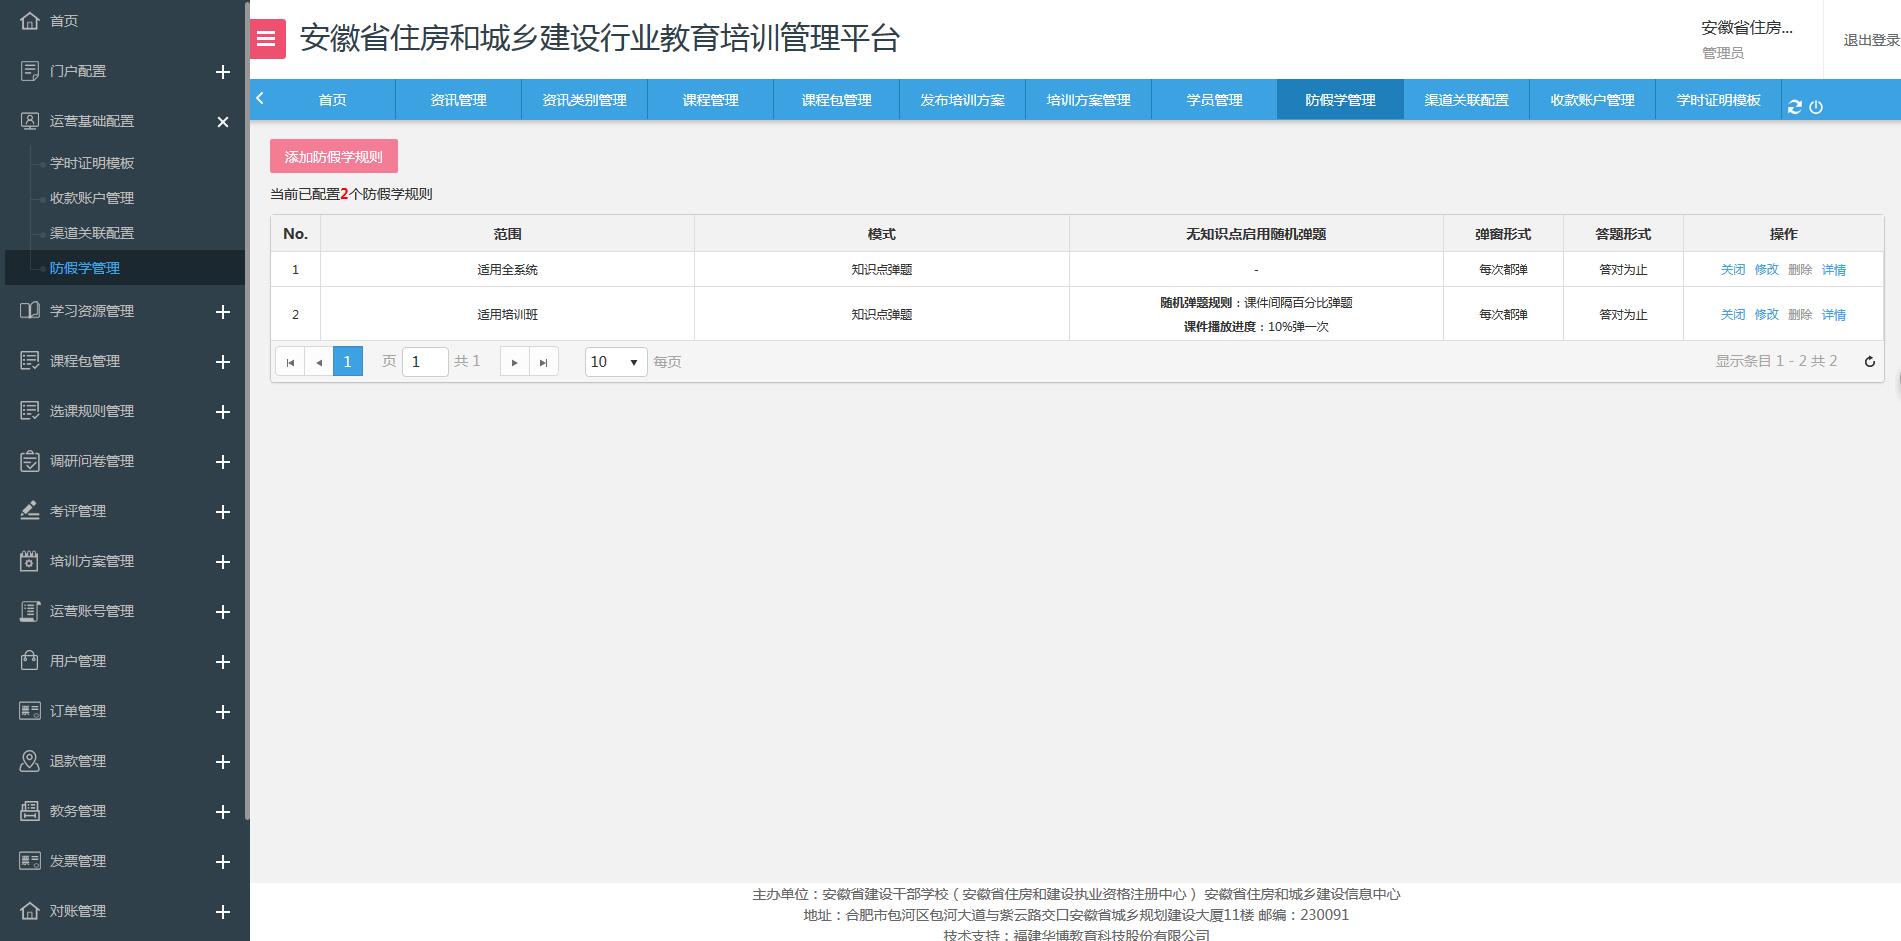 首页
门户配置
运营基础配置
学时证明模板
收款账户管理
渠道关联配置
防假学管理
学习资源管理
课程包管理
选课规则管理
调研问卷管理
考评管理
培训方案管理
运营账号管理
用户管理
订单管理
退款管理
教务管理
发票管理
对账管理
安徽省住房和城乡建设行业教育培训管理平台
安徽省住房...
管理员
退出登录
首页 资讯管理 资讯类别管理 课程管理 课程包管理 发布培训方案 培训方案管理 学员管理 防假学管理 渠道关联配置 收款账户管理 学时证明模板
添加防假学规则
当前已配置2个防假学规则
No. 范围 模式 无知识点启用随机弹题 弹窗形式 答题形式 操作
1 适用全系统 知识点弹题 - 每次都弹 答对为止 关闭 修改 删除 详情
2 适用培训班 知识点弹题 随机弹题规则：课件间隔百分比弹题 每次都弹 答对为止 关闭 修改 删除 详情
课件播放进度：10%弹一次
1 页 1 共 1 10 每页 显示条目 1 - 2 共 2
主办单位：安徽省建设干部学校（安徽省住房和建设执业资格注册中心） 安徽省住房和城乡建设信息中心
地址：合肥市包河区包河大道与紫云路交口安徽省城乡规划建设大厦11楼 邮编：230091
技术支持：福建华博教育科技股份有限公司